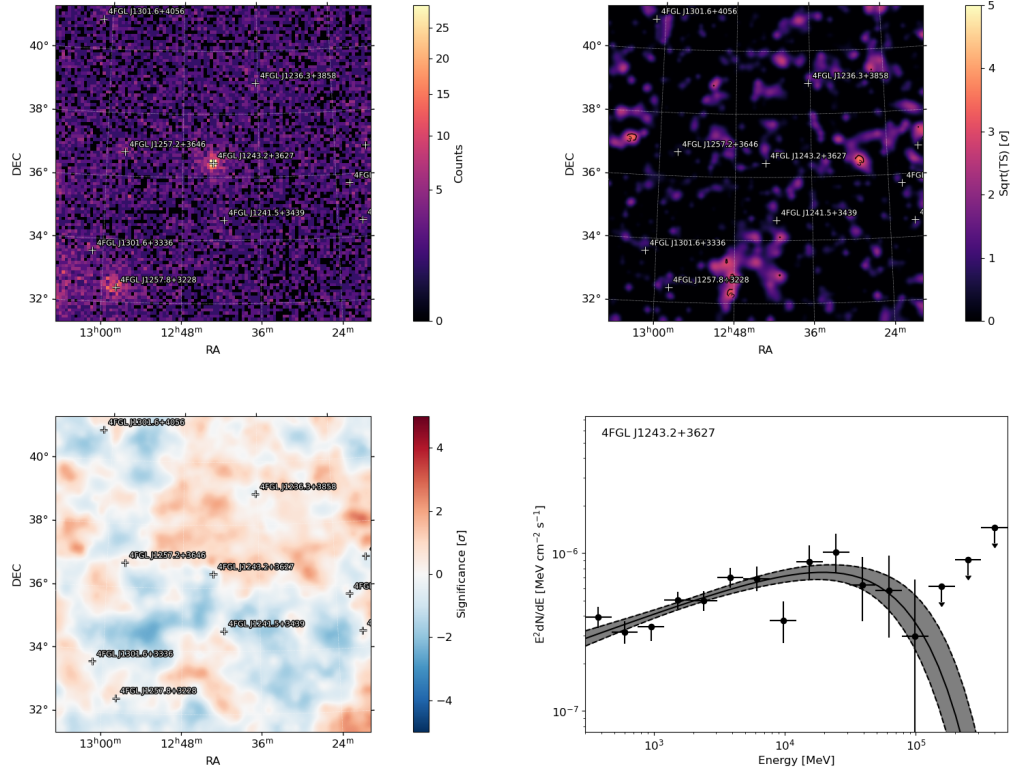 4FGL J1301.6+4056
4FGL J1236.3+3858
4FGL J1257.2+3646
4FGL J1243.2+3627
4FGL J1241.5+3439
4FGL J1301.6+3336
4FGL J1257.8+3228
4FGL
40°
38°
36°
34°
32°
DEC
13ʰ00ᵐ
12ʰ48ᵐ
36ᵐ
24ᵐ
RA
25
20
15
10
5
0
Counts
4FGL J1301.6+4056
4FGL J1236.3+3858
4FGL J1257.2+3646
4FGL J1243.2+3627
4FGL J1241.5+3439
4FGL J1301.6+3336
4FGL J1257.8+3228
40°
38°
36°
34°
32°
DEC
13ʰ00ᵐ
12ʰ48ᵐ
36ᵐ
24ᵐ
RA
5
4
3
2
1
0
Sqrt(TS) [σ]
4FGL J1301.6+4056
4FGL J1236.3+3858
4FGL J1257.2+3646
4FGL J1243.2+3627
4FGL J1241.5+3439
4FGL J1301.6+3336
4FGL J1257.8+3228
40°
38°
36°
34°
32°
DEC
13ʰ00ᵐ
12ʰ48ᵐ
36ᵐ
24ᵐ
RA
4
2
0
−2
−4
Significance [σ]
4FGL J1243.2+3627
10⁻⁶
10⁻⁷
E²dN/dE [MeV cm⁻² s⁻¹]
10³
10⁴
10⁵
Energy [MeV]